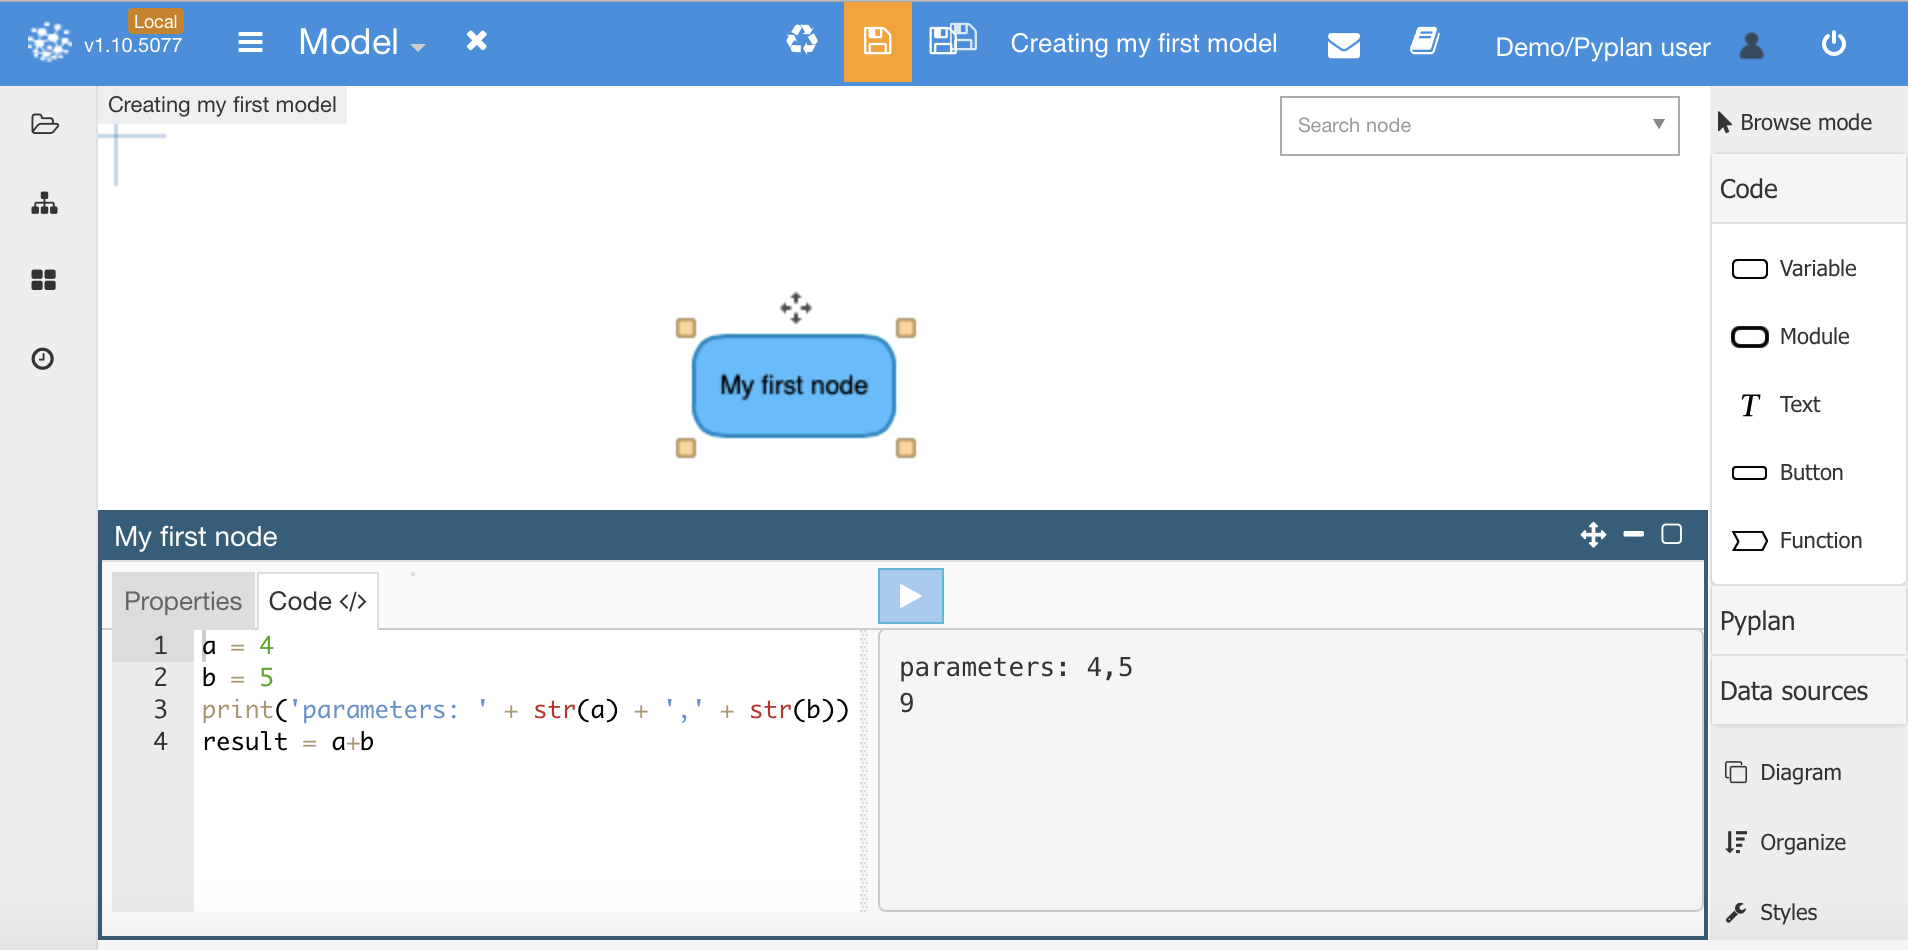 Local
v1.10.5077
Model
Creating my first model
Demo/Pyplan user
Creating my first model
Search node
Browse mode
Code
Variable
Module
Text
Button
Function
Pyplan
Data sources
Diagram
Organize
Styles
My first node
My first node
Properties
Code </>
1 a = 4
2 b = 5
3 print('parameters: ' + str(a) + ',' + str(b))
4 result = a+b
parameters: 4,5
9